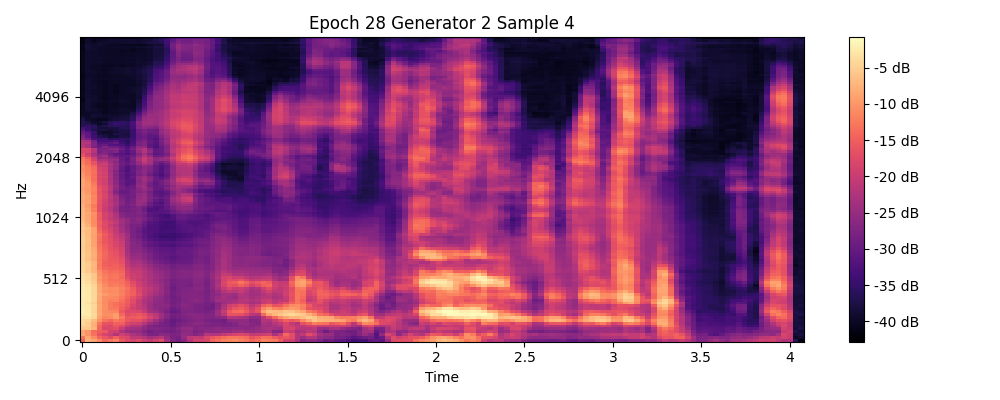 Epoch 28 Generator 2 Sample 4
Hz
4096
2048
1024
512
0
0 0.5 1 1.5 2 2.5 3 3.5 4
Time
-5 dB
-10 dB
-15 dB
-20 dB
-25 dB
-30 dB
-35 dB
-40 dB